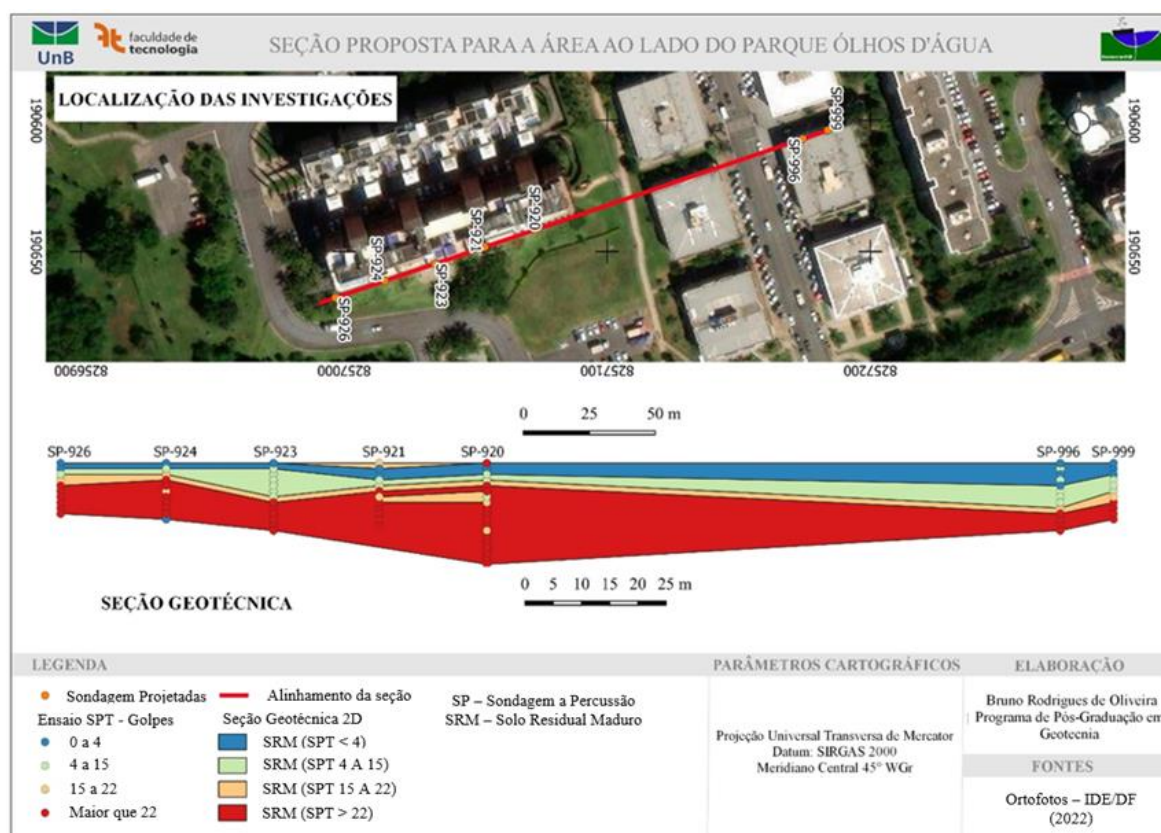 UnB
faculdade de
tecnologia
SEÇÃO PROPOSTA PARA A ÁREA AO LADO DO PARQUE ÓLHOS D'ÁGUA
LOCALIZAÇÃO DAS INVESTIGAÇÕES
190600
190650
190600
190650
SP-926
SP-924
SP-923
SP-921
SP-920
SP-996
SP-999
8256900
8257000
8257100
8257200
0 25 50 m
SP-926 SP-924 SP-923 SP-921 SP-920 SP-996 SP-999
0 5 10 15 20 25 m
SEÇÃO GEOTÉCNICA
LEGENDA
Sondagem Projetadas
Alinhamento da seção
Ensaio SPT - Golpes
0 a 4
4 a 15
15 a 22
Maior que 22
Seção Geotécnica 2D
SRM (SPT < 4)
SRM (SPT 4 A 15)
SRM (SPT 15 A 22)
SRM (SPT > 22)
SP – Sondagem a Percussão
SRM – Solo Residual Maduro
PARÂMETROS CARTOGRÁFICOS
Projeção Universal Transversa de Mercator
Datum: SIRGAS 2000
Meridiano Central 45° WGr
ELABORAÇÃO
Bruno Rodrigues de Oliveira
Programa de Pós-Graduação em
Geotecnia
FONTES
Ortofotos – IDE/DF
(2022)